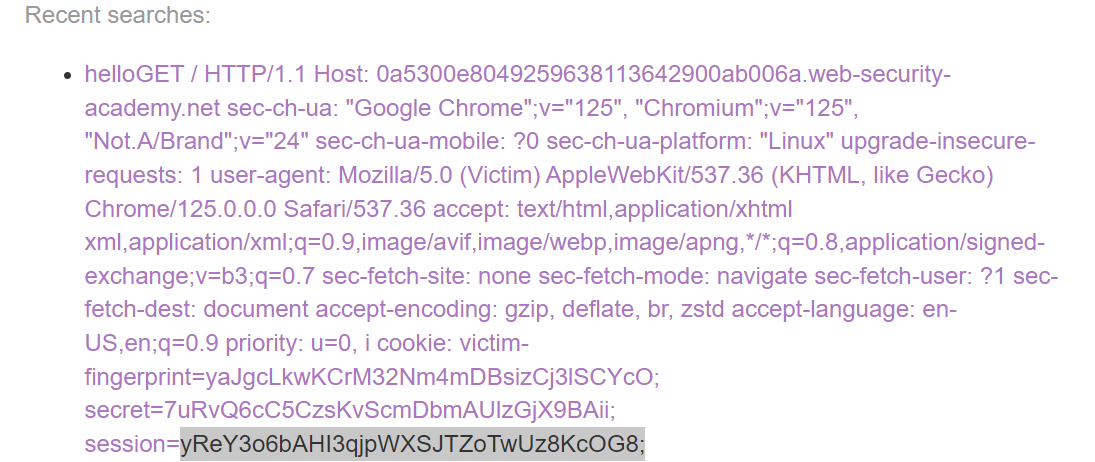 Recent searches:
helloGET / HTTP/1.1 Host: 0a5300e8049259638113642900ab006a.web-security-
academy.net sec-ch-ua: "Google Chrome";v="125", "Chromium";v="125",
"Not.A/Brand";v="24" sec-ch-ua-mobile: ?0 sec-ch-ua-platform: "Linux" upgrade-insecure-
requests: 1 user-agent: Mozilla/5.0 (Victim) AppleWebKit/537.36 (KHTML, like Gecko)
Chrome/125.0.0.0 Safari/537.36 accept: text/html,application/xhtml
xml,application/xml;q=0.9,image/avif,image/webp,image/apng,*/*;q=0.8,application/signed-
exchange;v=b3;q=0.7 sec-fetch-site: none sec-fetch-mode: navigate sec-fetch-user: ?1 sec-
fetch-dest: document accept-encoding: gzip, deflate, br, zstd accept-language: en-
US,en;q=0.9 priority: u=0, i cookie: victim-
fingerprint=yaJgcLkwKCrM32Nm4mDBsizCj3lSCYcO;
secret=7uRvQ6cC5CzsKvScmDbmAUlzGjX9BAii;
session=yReY3o6bAHI3qjpWXSJTZoTwUz8KcOG8;